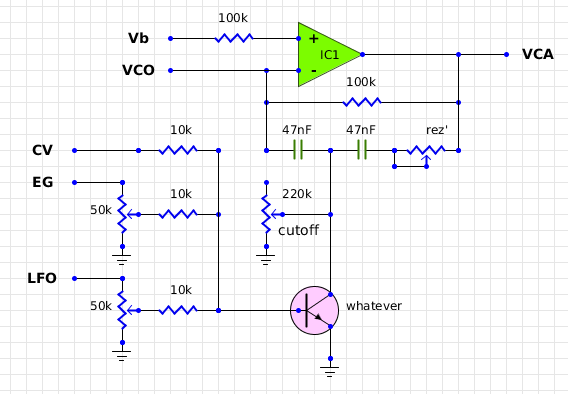 100k
Vb
+
IC1
VCA
VCO
-
100k
10k
47nF
47nF
rez'
CV
EG
10k
220k
50k
cutoff
LFO
10k
50k
whatever